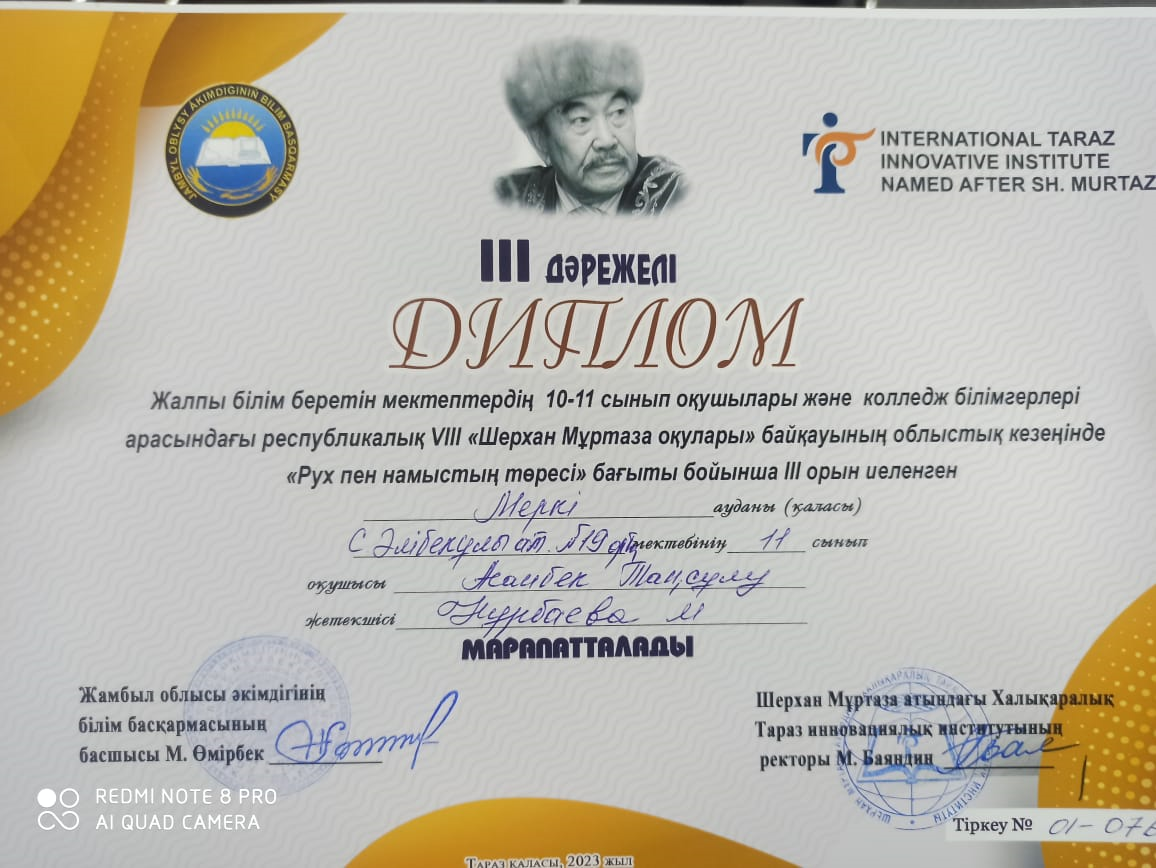 JAMBYL OBLYSY ÁKIMDIGINIŃ BILIM BASQARMASY
INTERNATIONAL TARAZ
INNOVATIVE INSTITUTE
NAMED AFTER SH. MURTAZ
III ДӘРЕЖЕЛІ
ДИПЛОМ
Жалпы білім беретін мектептердің 10-11 сынып оқушылары және колледж білімгерлері
арасындағы республикалық VIII «Шерхан Мұртаза оқулары» байқауының облыстық кезеңінде
«Рух пен намыстың төресі» бағыты бойынша III орын иеленген
Меркі ауданы (қаласы)
С Әлібекұлы ат. №19 мектебінің 11 сынып
оқушысы Жанбек Таңсұлу
жетекшісі Нұрбаева М
МАРАПАТТАЛАДЫ
Жамбыл облысы әкімдігінің
білім басқармасының
басшысы М. Өмірбек
Шерхан Мұртаза атындағы Халықаралық
Тараз инновациялық институтының
ректоры М. Баяндин
Тіркеу № 01-07
Тараз қаласы, 2023 жыл
REDMI NOTE 8 PRO
AI QUAD CAMERA